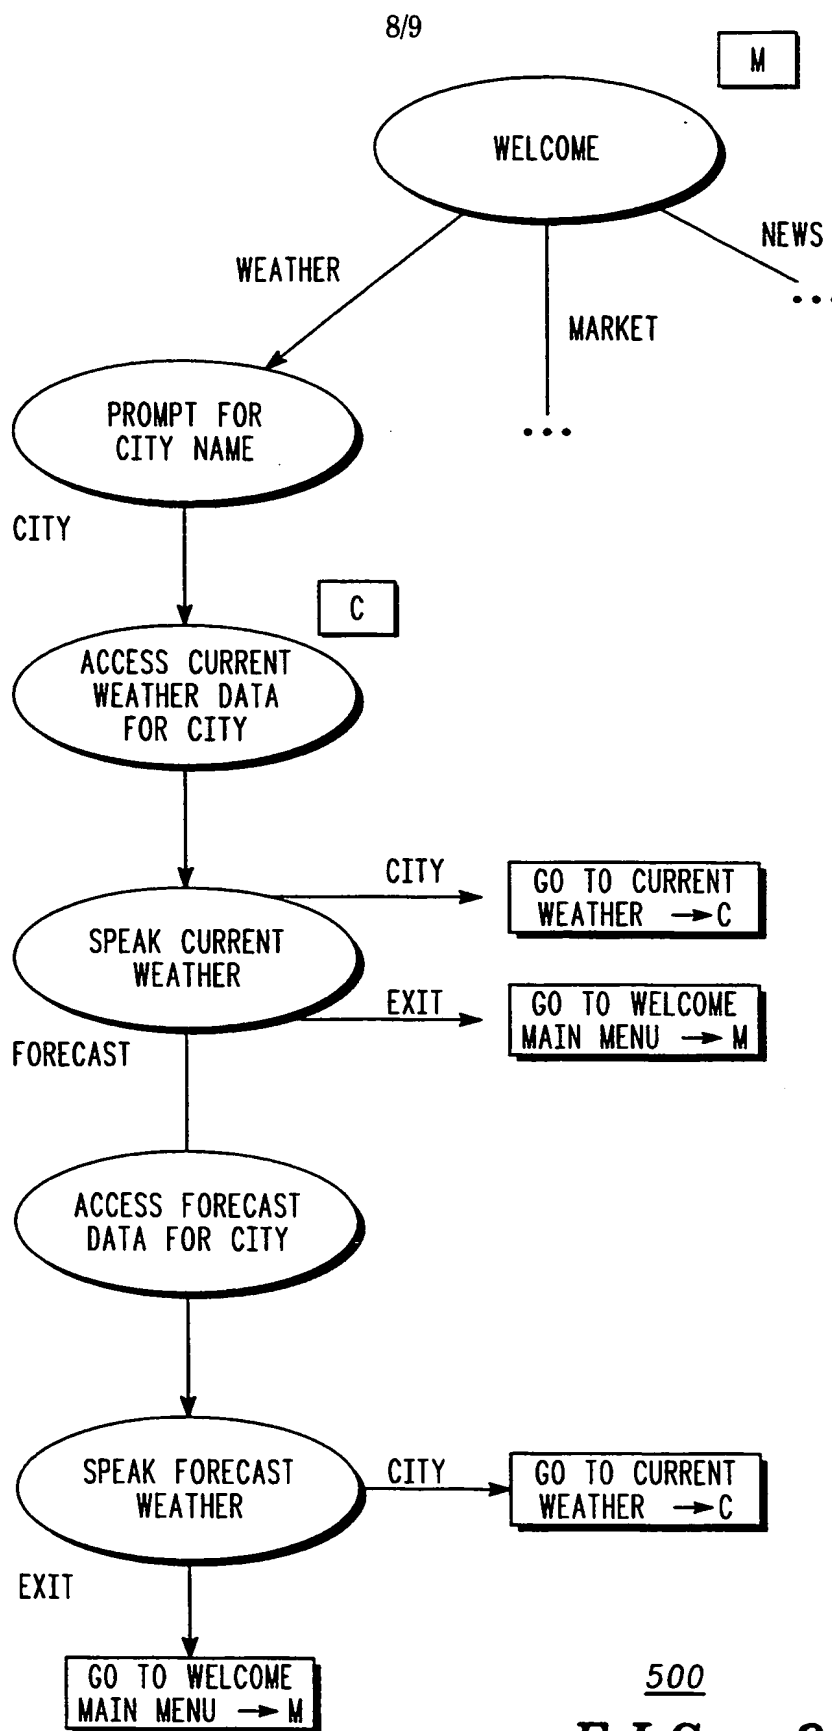 8/9
M
WELCOME
NEWS
...
WEATHER
MARKET
...
PROMPT FOR
CITY NAME
CITY
C
ACCESS CURRENT
WEATHER DATA
FOR CITY
CITY
GO TO CURRENT
WEATHER → C
SPEAK CURRENT
WEATHER
EXIT
GO TO WELCOME
MAIN MENU → M
FORECAST
ACCESS FORECAST
DATA FOR CITY
SPEAK FORECAST
WEATHER
CITY
GO TO CURRENT
WEATHER → C
EXIT
GO TO WELCOME
MAIN MENU → M
500